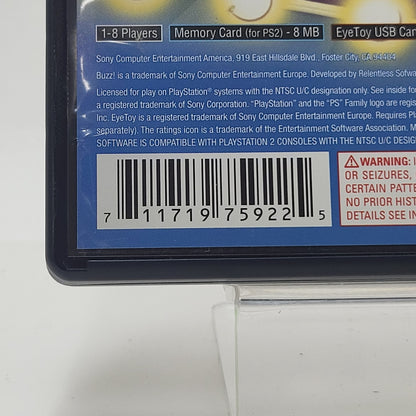 1-8 Players Memory Card (for PS2) - 8 MB EyeToy USB Can
Sony Computer Entertainment America, 919 East Hillsdale Blvd., Foster City, CA 94404
Buzz! is a trademark of Sony Computer Entertainment Europe. Developed by Relentless Softwa
Licensed for play on PlayStation® systems with the NTSC U/C designation only. See inside fo
a registered trademark of Sony Corporation. "PlayStation" and the "PS" Family logo are regis
Inc. EyeToy is a registered trademark of Sony Computer Entertainment Europe. Requires Pla
separately). The ratings icon is a trademark of the Entertainment Software Association. M
SOFTWARE IS COMPATIBLE WITH PLAYSTATION 2 CONSOLES WITH THE NTSC U/C DESIG
7 11719 75922 5
WARNING: 
OR SEIZURES,
CERTAIN PATTE
NO PRIOR HIST
DETAILS SEE IN